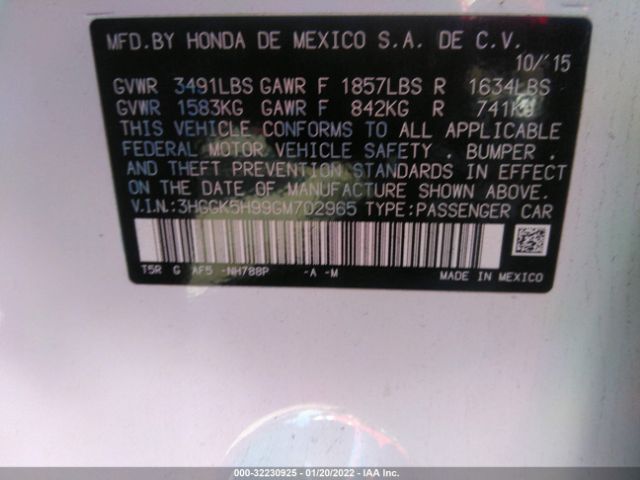 MFD.BY HONDA DE MEXICO S.A. DE C.V.
10/15
GVWR 3491LBS GAWR F 1857LBS R 1634LBS
GVWR 1583KG GAWR F 842KG R 741KG
THIS VEHICLE CONFORMS TO ALL APPLICABLE
FEDERAL MOTOR VEHICLE SAFETY , BUMPER ,
AND THEFT PREVENTION STANDARDS IN EFFECT
ON THE DATE OF MANUFACTURE SHOWN ABOVE.
V.I.N.:3HGGK5H99GM702965 TYPE:PASSENGER CAR
T5R G AF5 -NH788P -A -M MADE IN MEXICO
000-32230925 - 01/20/2022 - IAA Inc.